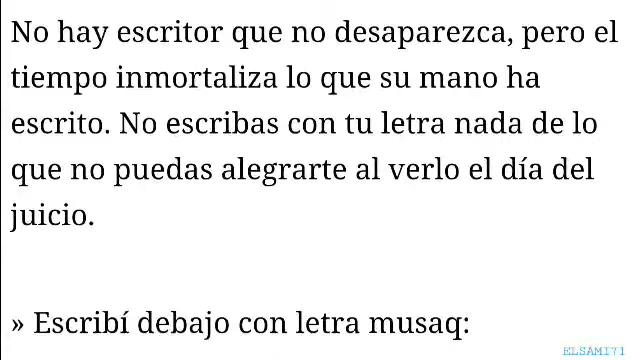 No hay escritor que no desaparezca, pero el
tiempo inmortaliza lo que su mano ha
escrito. No escribas con tu letra nada de lo
que no puedas alegrarte al verlo el día del
juicio.
» Escribí debajo con letra musaq:
ELSAMI71